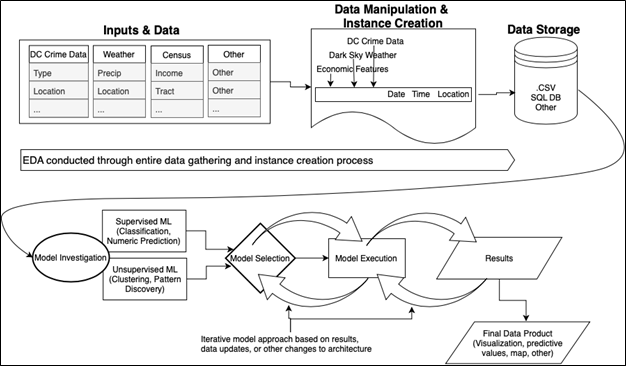 Inputs & Data
Data Manipulation &
Instance Creation
Data Storage
DC Crime Data Weather Census Other
Type Precip Income Other
Location Location Tract Other
... ... ... ...
DC Crime Data
Dark Sky Weather
Economic Features
Date Time Location
.CSV
SQL DB
Other
EDA conducted through entire data gathering and instance creation process
Model Investigation
Supervised ML
(Classification,
Numeric Prediction)
Unsupervised ML
(Clustering, Pattern
Discovery)
Model Selection
Model Execution
Results
Iterative model approach based on results,
data updates, or other changes to architecture
Final Data Product
(Visualization, predictive
values, map, other)